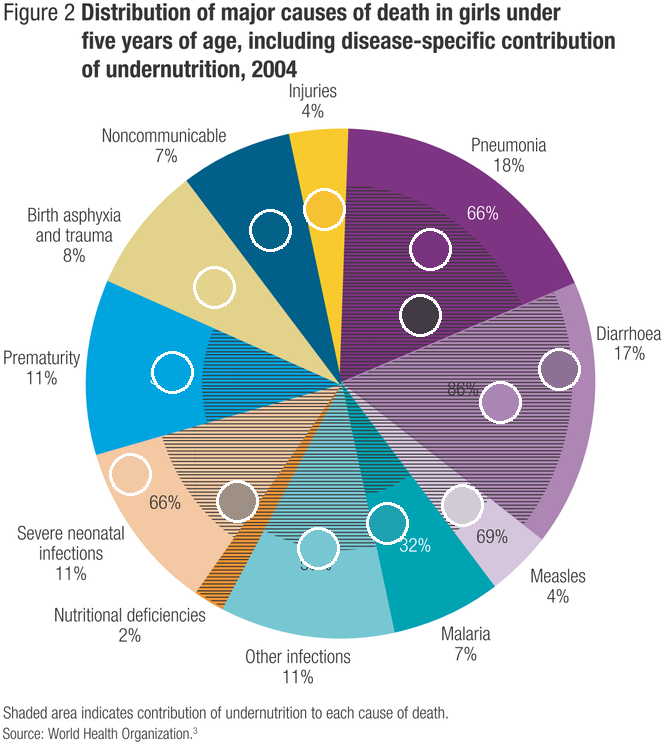 Figure 2 Distribution of major causes of death in girls under
five years of age, including disease-specific contribution
of undernutrition, 2004
Injuries
4%
Noncommunicable
7%
Pneumonia
18%
66%
Birth asphyxia
and trauma
8%
Diarrhoea
17%
86%
Prematurity
11%
66%
Severe neonatal
infections
11%
32%
69%
Measles
4%
Nutritional deficiencies
2%
Malaria
7%
Other infections
11%
Shaded area indicates contribution of undernutrition to each cause of death.
Source: World Health Organization.3